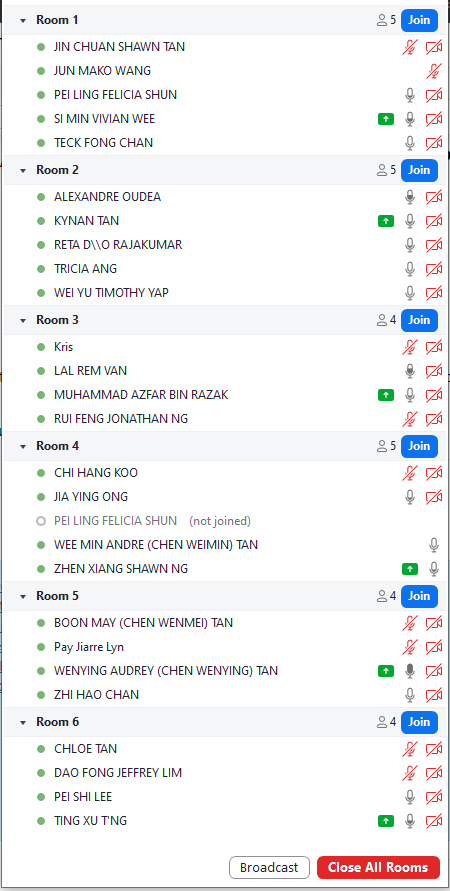 Room 1 5 Join
JIN CHUAN SHAWN TAN
JUN MAKO WANG
PEI LING FELICIA SHUN
SI MIN VIVIAN WEE
TECK FONG CHAN
Room 2 5 Join
ALEXANDRE OUDEA
KYNAN TAN
RETA D\\O RAJAKUMAR
TRICIA ANG
WEI YU TIMOTHY YAP
Room 3 4 Join
Kris
LAL REM VAN
MUHAMMAD AZFAR BIN RAZAK
RUI FENG JONATHAN NG
Room 4 5 Join
CHI HANG KOO
JIA YING ONG
PEI LING FELICIA SHUN (not joined)
WEE MIN ANDRE (CHEN WEIMIN) TAN
ZHEN XIANG SHAWN NG
Room 5 4 Join
BOON MAY (CHEN WENMEI) TAN
Pay Jiarre Lyn
WENYING AUDREY (CHEN WENYING) TAN
ZHI HAO CHAN
Room 6 4 Join
CHLOE TAN
DAO FONG JEFFREY LIM
PEI SHI LEE
TING XU T'NG
Broadcast Close All Rooms